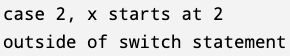 case 2, x starts at 2
outside of switch statement